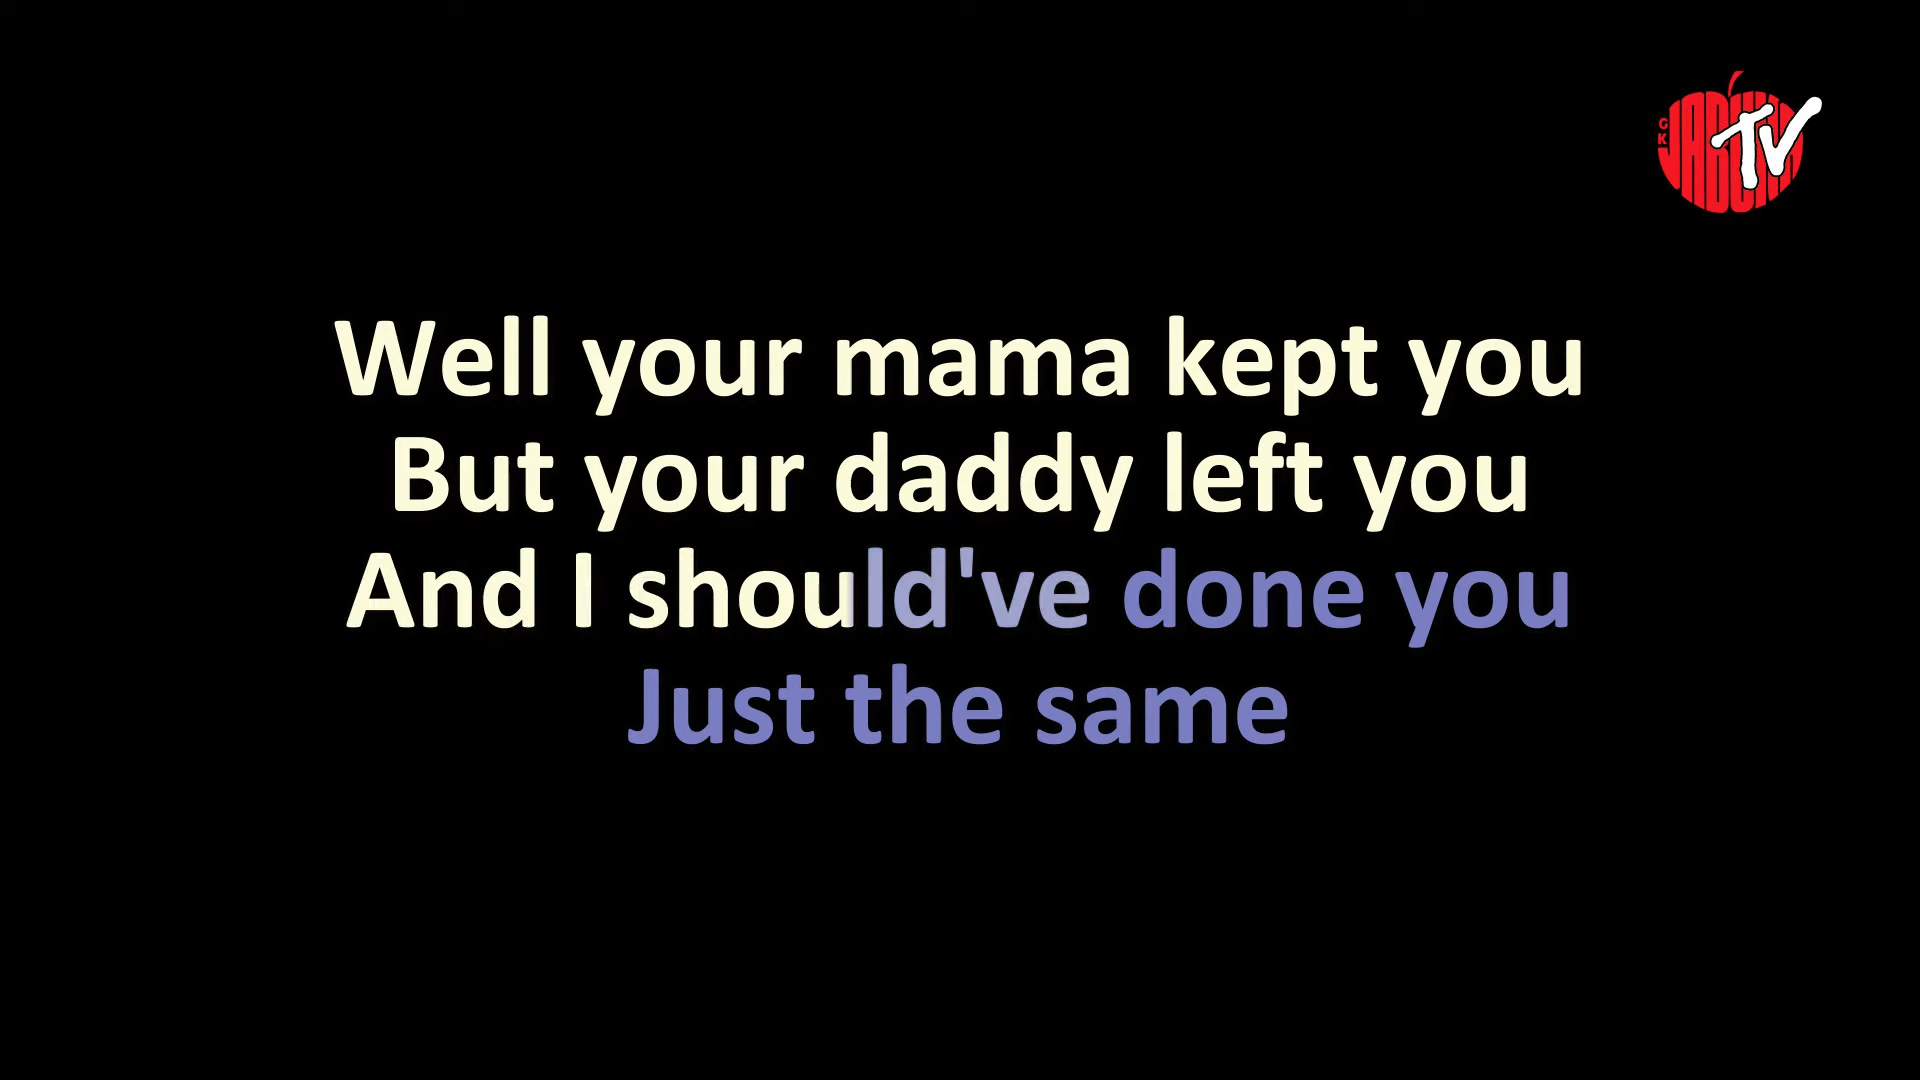 GK
TV
Well your mama kept you
But your daddy left you
And I should've done you
Just the same